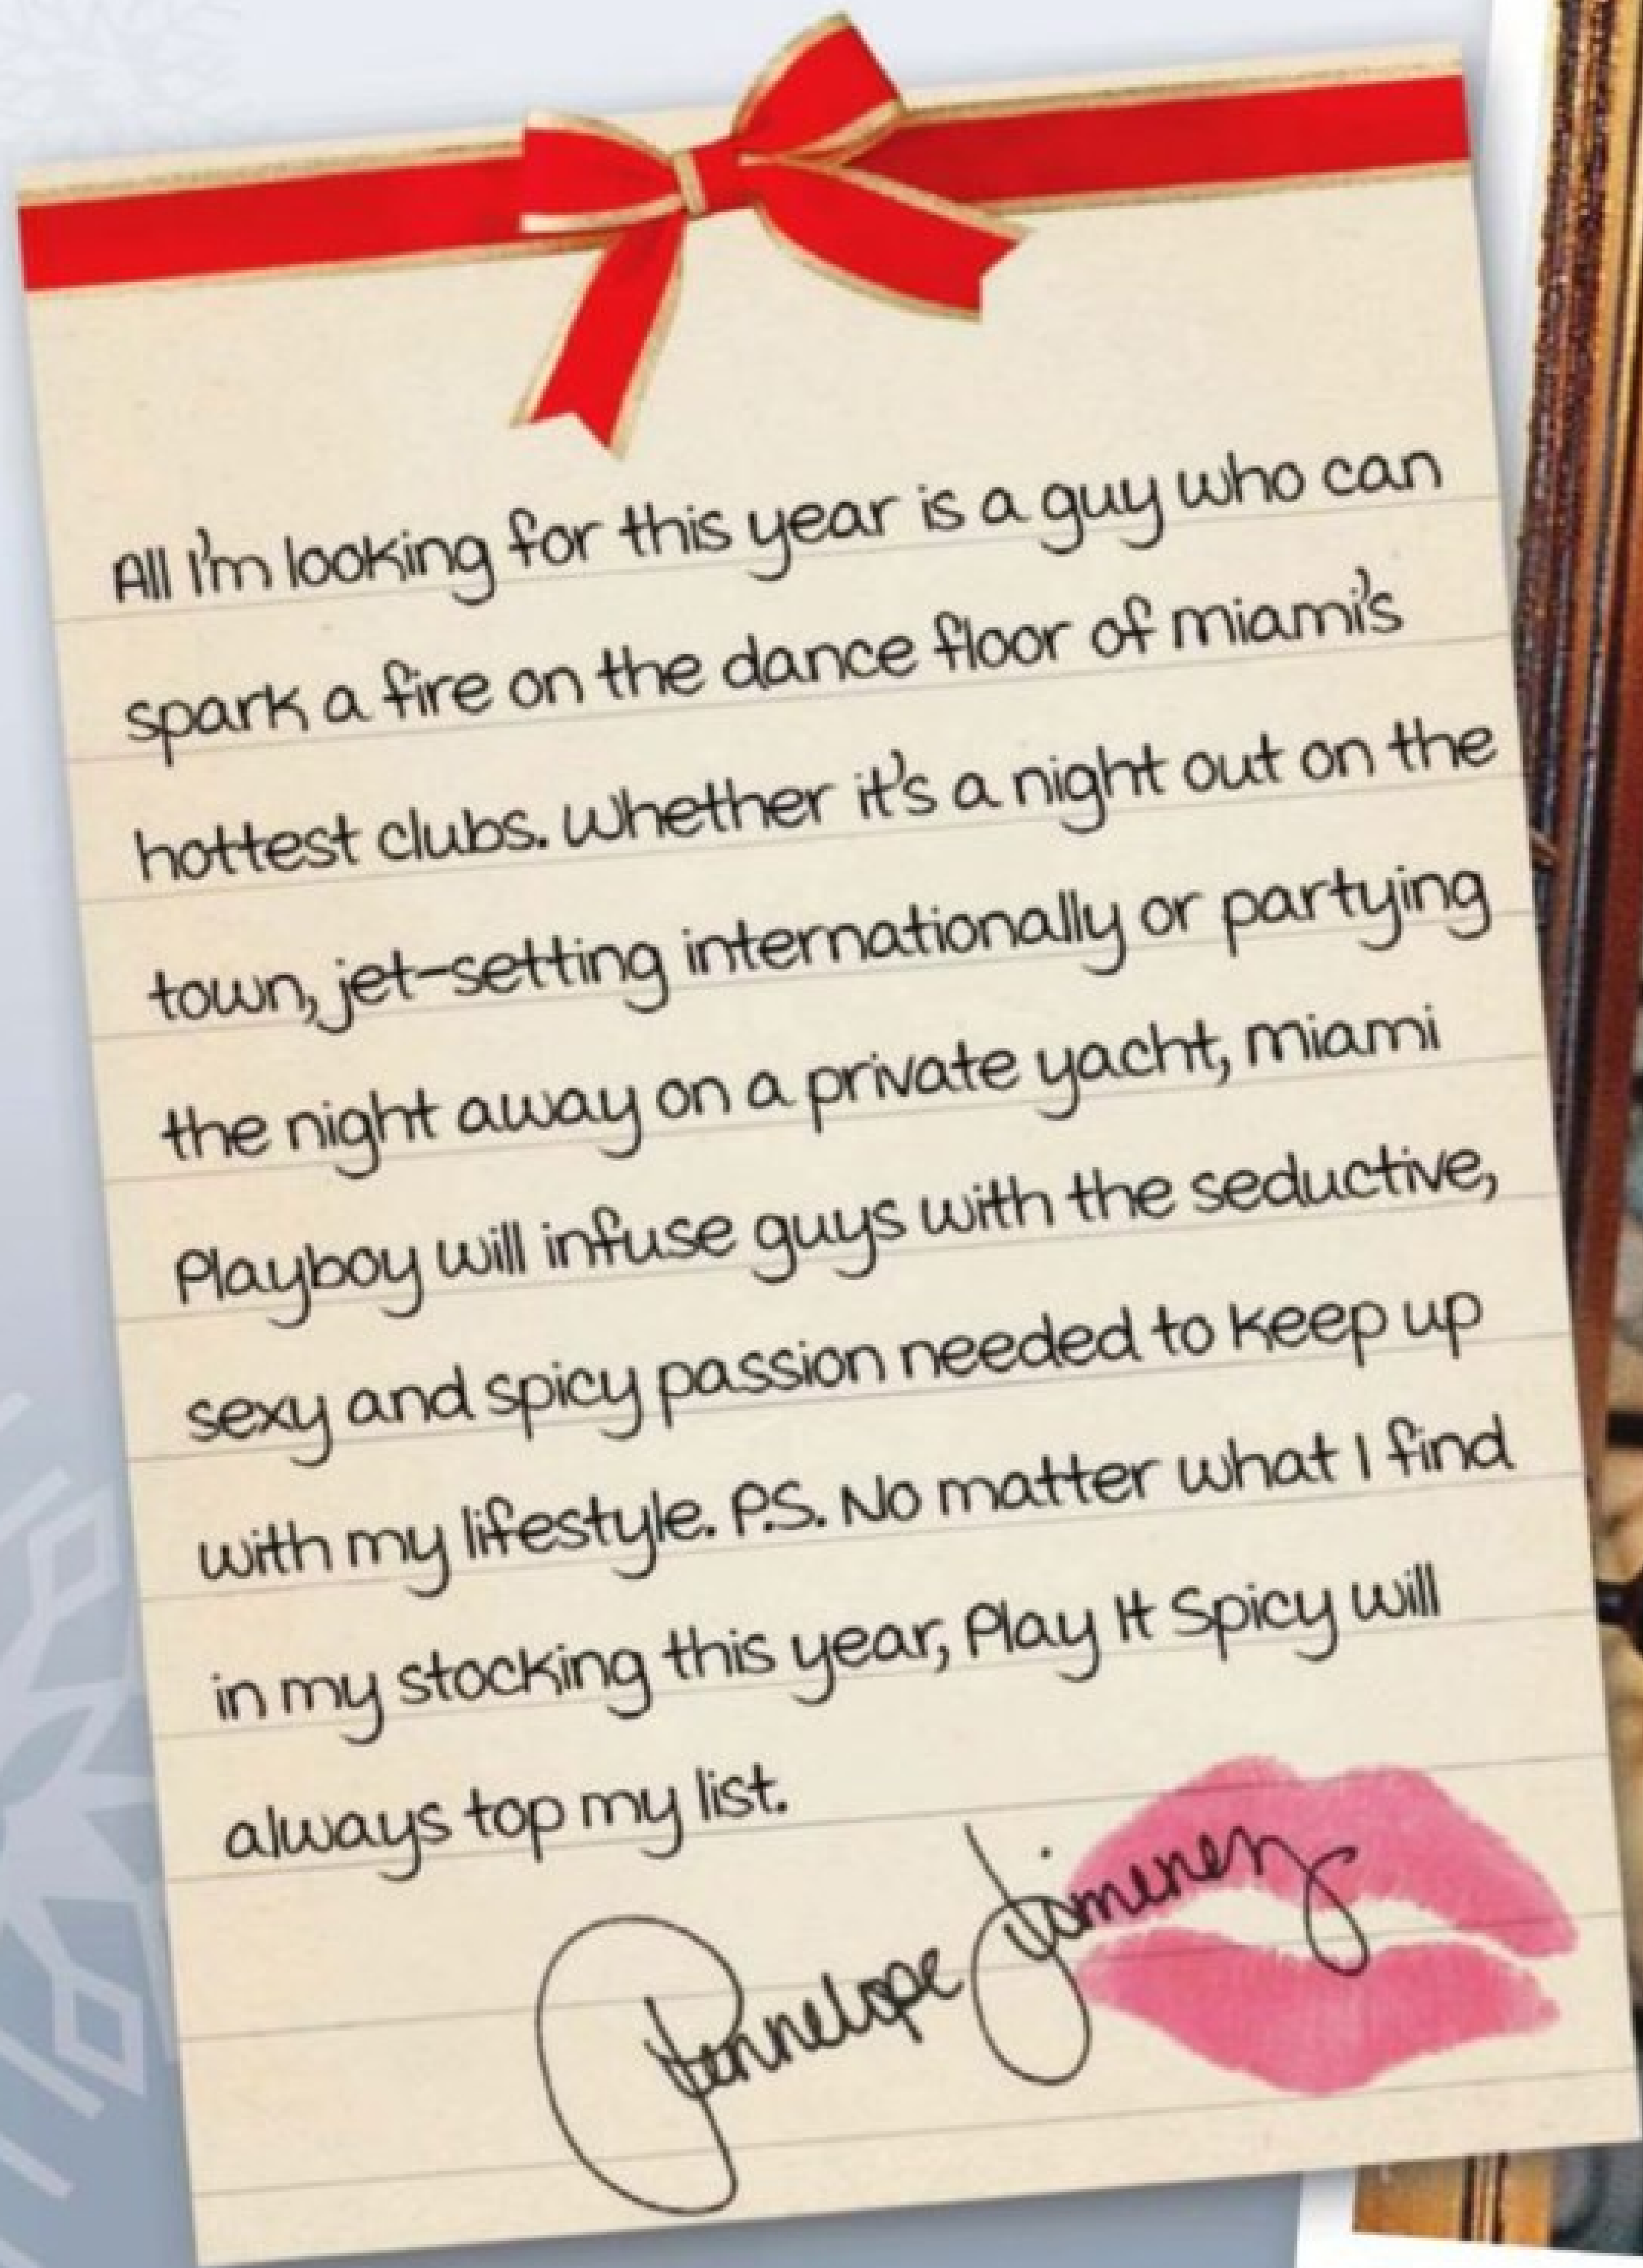 All I'm looking for this year is a guy who can
spark a fire on the dance floor of miami's
hottest clubs. Whether it's a night out on the
town, jet-setting internationally or partying
the night away on a private yacht, miami
Playboy will infuse guys with the seductive,
sexy and spicy passion needed to keep up
with my lifestyle. P.S. No matter what I find
in my stocking this year, Play It Spicy will
always top my list.
Pennelope Jimenez